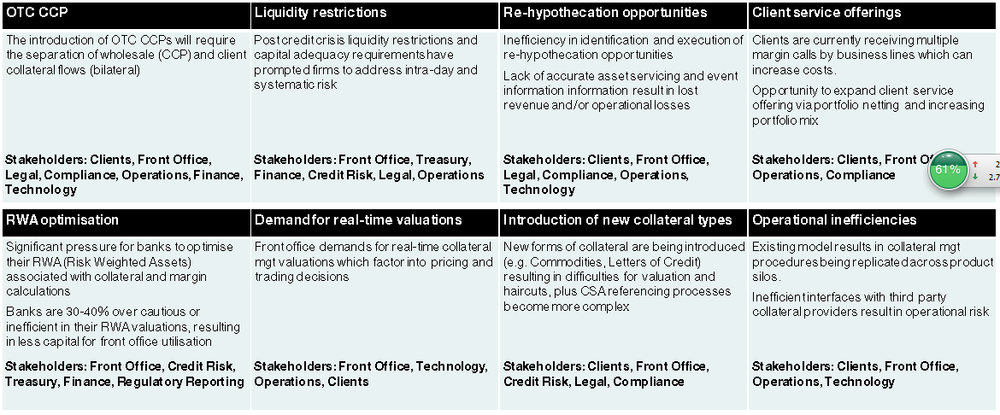 OTC CCP
The introduction of OTC CCPs will require
the separation of wholesale (CCP) and client
collateral flows (bilateral)
Stakeholders: Clients, Front Office,
Legal, Compliance, Operations, Finance,
Technology
Liquidity restrictions
Post credit crisis liquidity restrictions and
capital adequacy requirements have
prompted firms to address intra-day and
systematic risk
Stakeholders: Front Office, Treasury,
Finance, Credit Risk, Legal, Operations
Re-hypothecation opportunities
Inefficiency in identification and execution of
re-hypothecation opportunities
Lack of accurate asset servicing and event
information information result in lost
revenue and/or operational losses
Stakeholders: Clients, Front Office,
Legal, Compliance, Operations,
Technology
Client service offerings
Clients are currently receiving multiple
margin calls by business lines which can
increase costs.
Opportunity to expand client service
offering via portfolio netting and increasing
portfolio mix
Stakeholders: Clients, Front
Operations, Compliance
61%
RWA optimisation
Significant pressure for banks to optimise
their RWA (Risk Weighted Assets)
associated with collateral and margin
calculations
Banks are 30-40% over cautious or
inefficient in their RWA valuations, resulting
in less capital for front office utilisation
Stakeholders: Front Office, Credit Risk,
Treasury, Finance, Regulatory Reporting
Demand for real-time valuations
Front office demands for real-time collateral
mgt valuations which factor into pricing and
trading decisions
Stakeholders: Front Office, Technology,
Operations, Clients
Introduction of new collateral types
New forms of collateral are being introduced
(e.g. Commodities, Letters of Credit)
resulting in difficulties for valuation and
haircuts, plus CSA referencing processes
become more complex
Stakeholders: Clients, Front Office,
Credit Risk, Legal, Compliance
Operational inefficiencies
Existing model results in collateral mgt
procedures being replicated across product
silos.
Inefficient interfaces with third party
collateral providers result in operational risk
Stakeholders: Clients, Front Office,
Operations, Technology